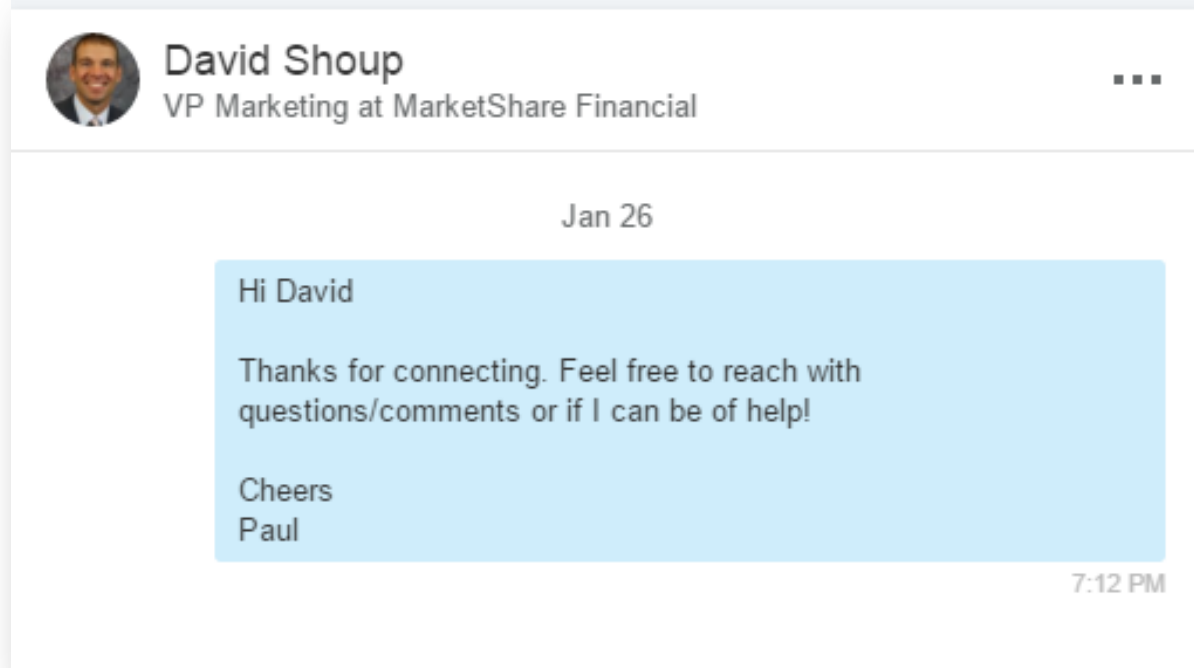 David Shoup
VP Marketing at MarketShare Financial
Jan 26
Hi David
Thanks for connecting. Feel free to reach with
questions/comments or if I can be of help!
Cheers
Paul
7:12 PM